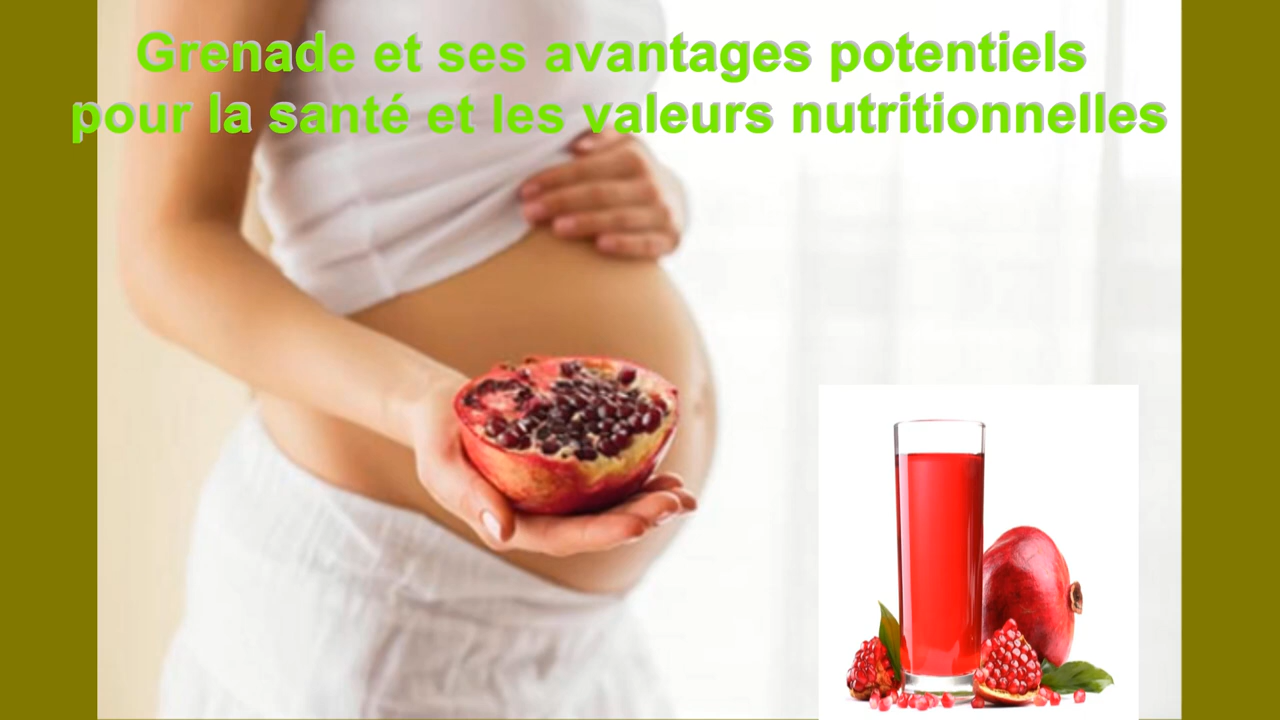 Grenade et ses avantages potentiels
pour la santé et les valeurs nutritionnelles